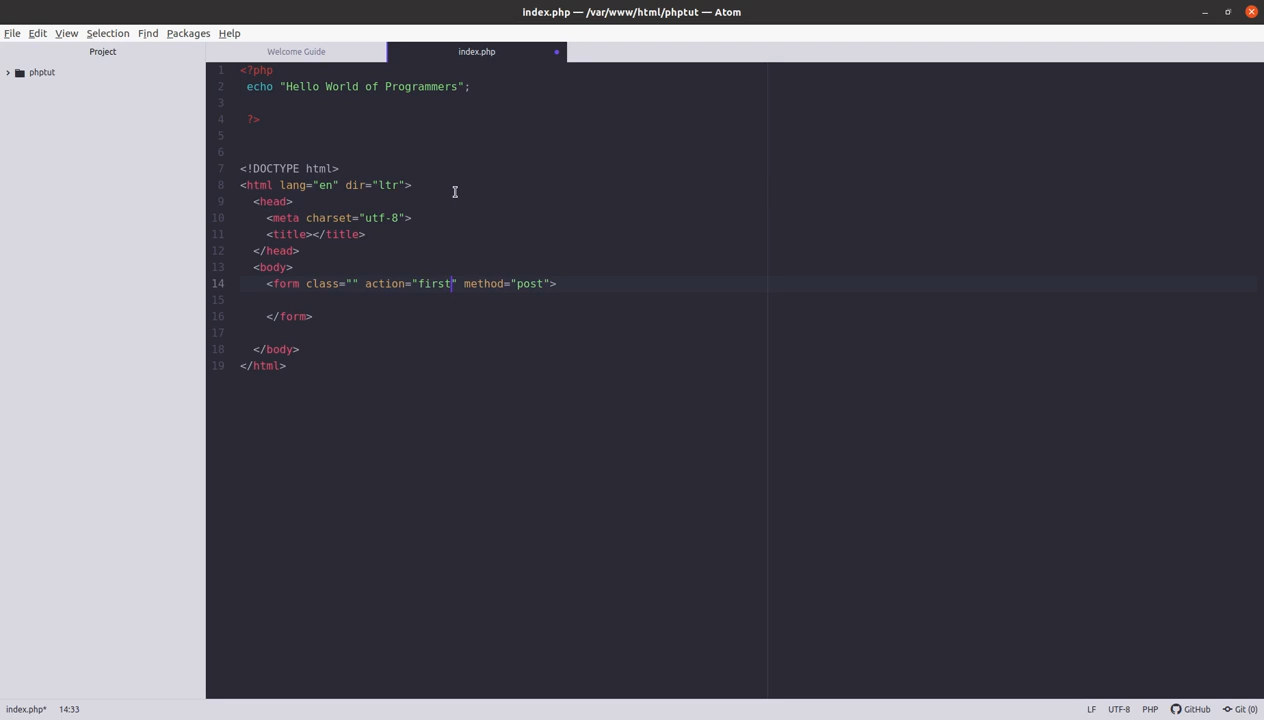 index.php — /var/www/html/phptut — Atom
File Edit View Selection Find Packages Help
Project
Welcome Guide
index.php
phptut
1 <?php
2 echo "Hello World of Programmers";
3
4 ?>
5
6
7 <!DOCTYPE html>
8 <html lang="en" dir="ltr">
9 <head>
10 <meta charset="utf-8">
11 <title></title>
12 </head>
13 <body>
14 <form class="" action="first" method="post">
15
16 </form>
17
18 </body>
19 </html>
index.php* 14:33 LF UTF-8 PHP GitHub Git (0)